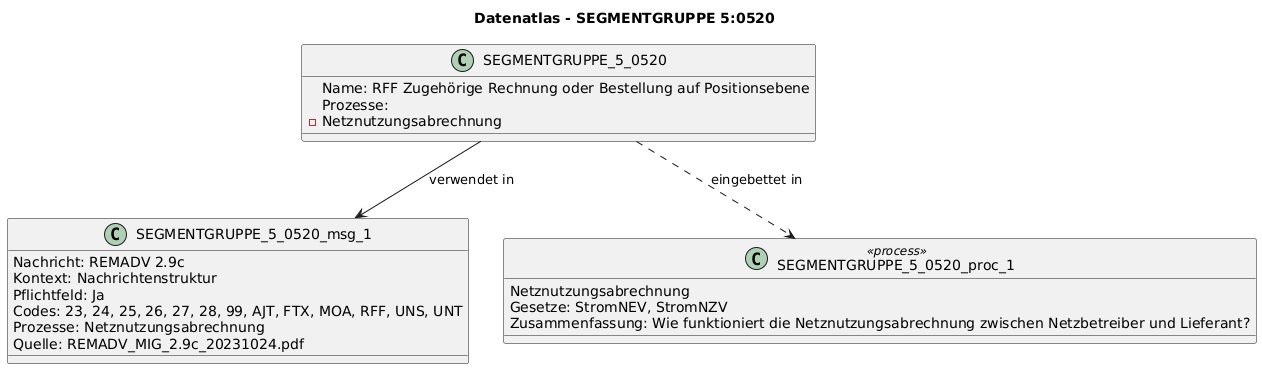 Datenatlas - SEGMENTGRUPPE 5:0520
C SEGMENTGRUPPE_5_0520
Name: RFF Zugehörige Rechnung oder Bestellung auf Positionsebene
Prozesse:
Netznutzungsabrechnung
verwendet in
eingebettet in
C SEGMENTGRUPPE_5_0520_msg_1
Nachricht: REMADV 2.9c
Kontext: Nachrichtenstruktur
Pflichtfeld: Ja
Codes: 23, 24, 25, 26, 27, 28, 99, AJT, FTX, MOA, RFF, UNS, UNT
Prozesse: Netznutzungsabrechnung
Quelle: REMADV_MIG_2.9c_20231024.pdf
«process»
C SEGMENTGRUPPE_5_0520_proc_1
Netznutzungsabrechnung
Gesetze: StromNEV, StromNZV
Zusammenfassung: Wie funktioniert die Netznutzungsabrechnung zwischen Netzbetreiber und Lieferant?